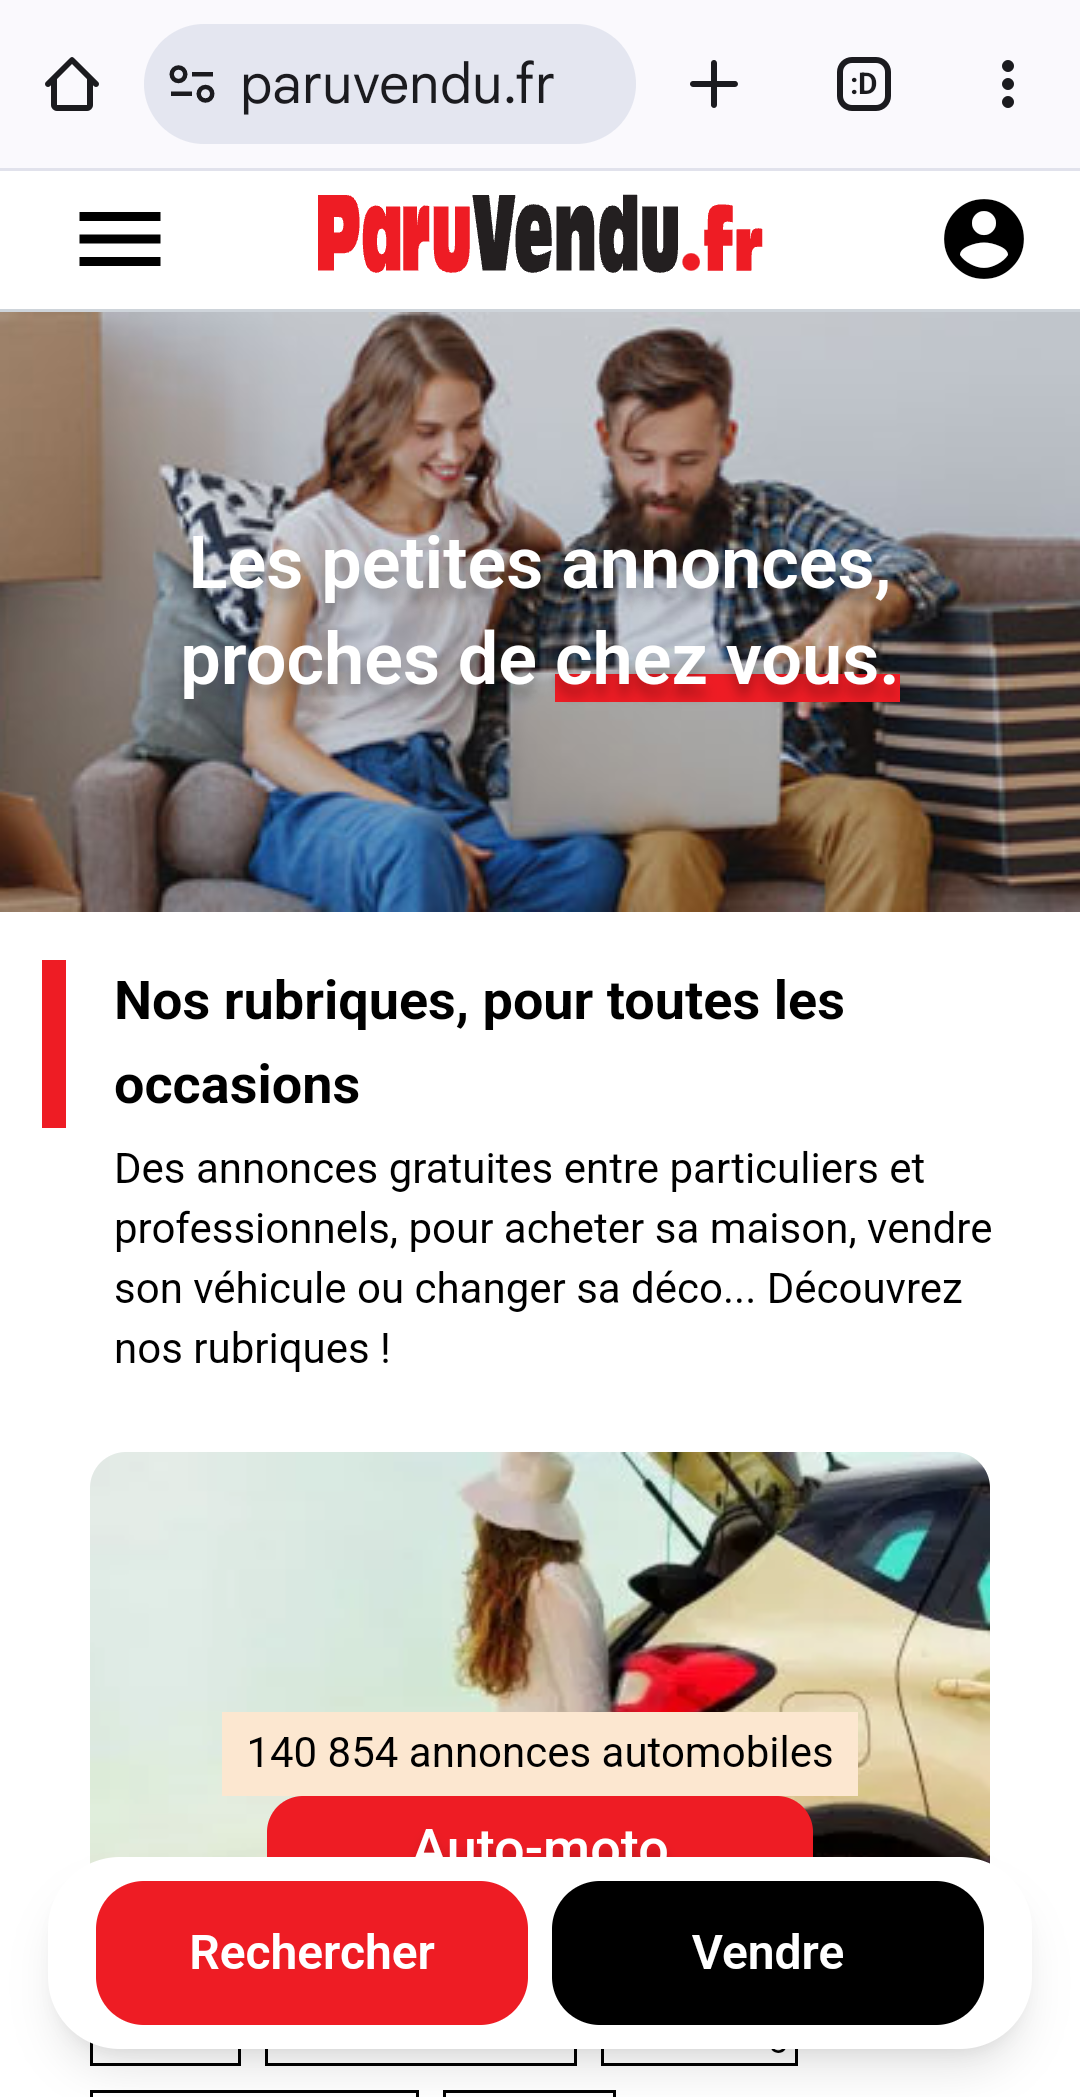 paruvendu.fr
:D
ParuVendu.fr
Les petites annonces,
proches de chez vous.
Nos rubriques, pour toutes les
occasions
Des annonces gratuites entre particuliers et
professionnels, pour acheter sa maison, vendre
son véhicule ou changer sa déco... Découvrez
nos rubriques !
140 854 annonces automobiles
Auto-moto
Rechercher
Vendre